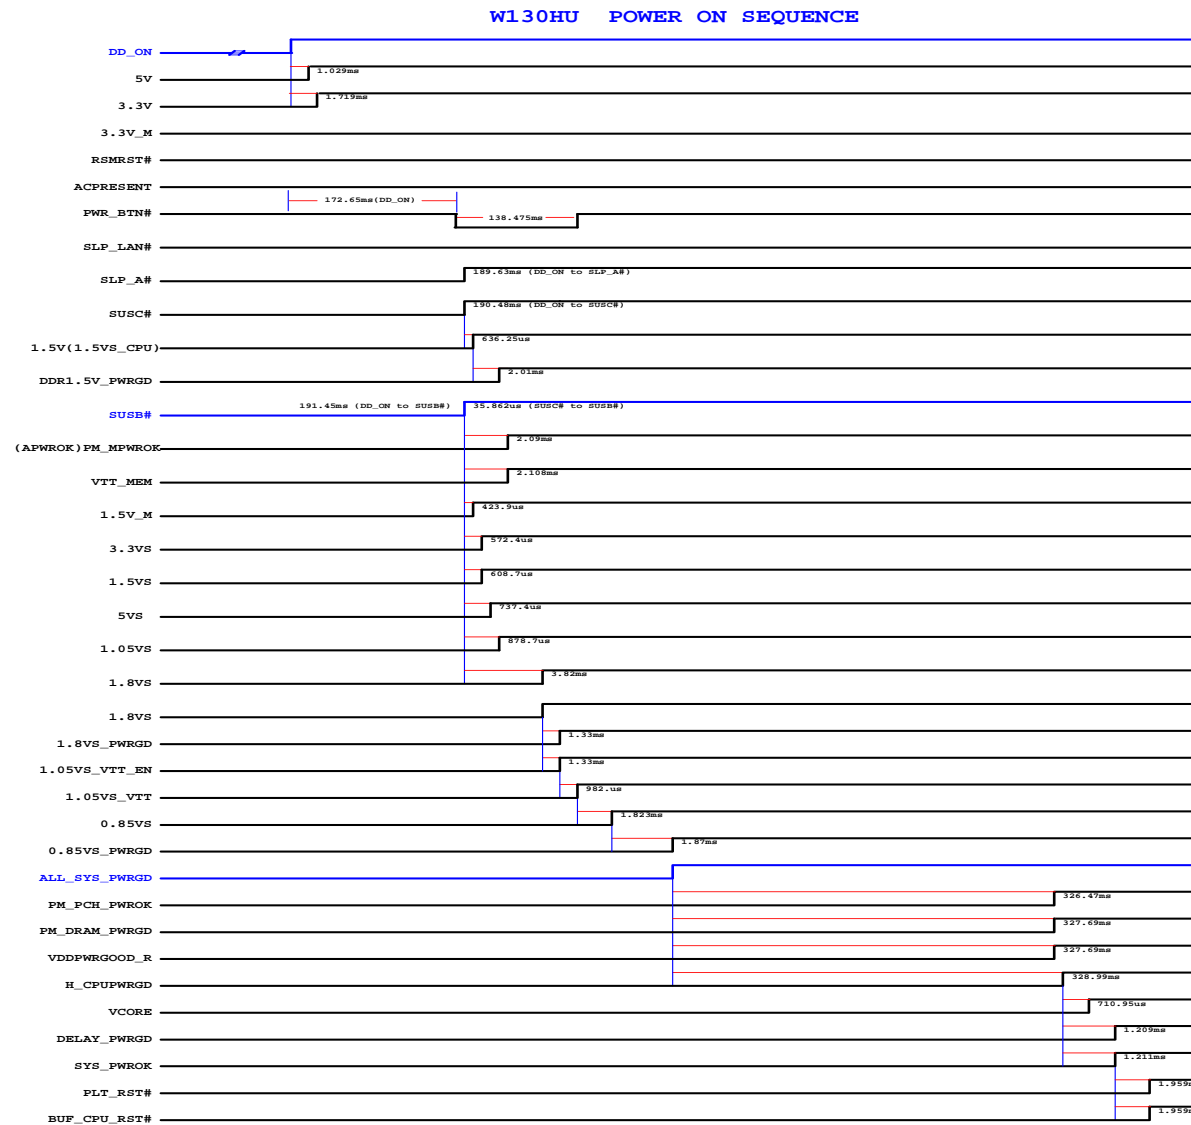 W130HU POWER ON SEQUENCE
DD_ON
5V 1.029ms
3.3V 1.719ms
3.3V_M
RSMRST#
ACPRESENT
172.65ms(DD_ON)
PWR_BTN# 138.475ms
SLP_LAN#
SLP_A# 189.63ms (DD_ON to SLP_A#)
SUSC# 190.48ms (DD_ON to SUSC#)
1.5V(1.5VS_CPU) 636.25us
DDR1.5V_PWRGD 2.01ms
SUSB# 191.45ms (DD_ON to SUSB#) 35.862us (SUSC# to SUSB#)
(APWROK)PM_MPWROK 2.09ms
VTT_MEM 2.108ms
1.5V_M 423.9us
3.3VS 572.4us
1.5VS 608.7us
5VS 737.4us
1.05VS 878.7us
1.8VS 3.82ms
1.8VS
1.8VS_PWRGD 1.33ms
1.05VS_VTT_EN 1.33ms
1.05VS_VTT 982.us
0.85VS 1.823ms
0.85VS_PWRGD 1.87ms
ALL_SYS_PWRGD
PM_PCH_PWROK 326.47ms
PM_DRAM_PWRGD 327.69ms
VDDPWRGOOD_R 327.69ms
H_CPUPWRGD 328.99ms
VCORE 710.95us
DELAY_PWRGD 1.209ms
SYS_PWROK 1.211ms
PLT_RST# 1.959m
BUF_CPU_RST# 1.959m